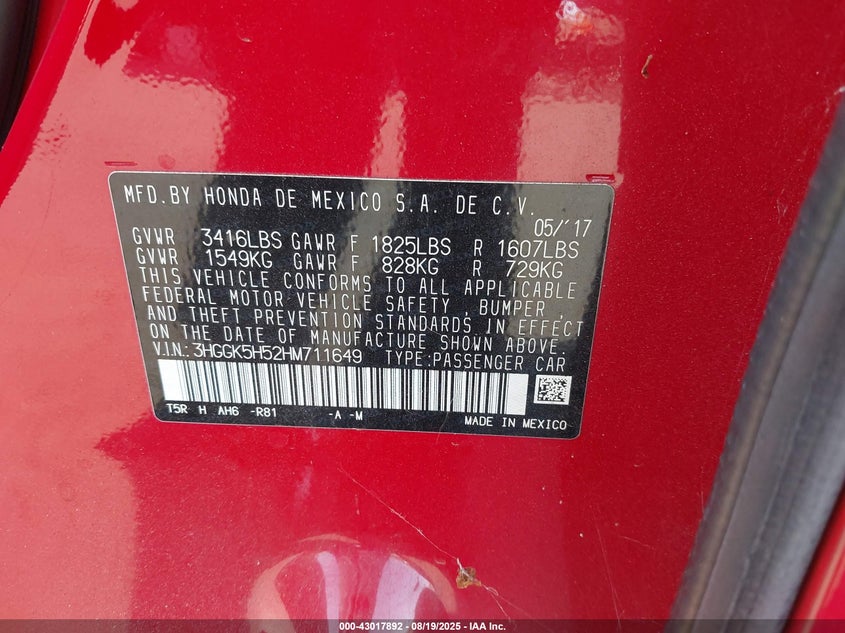 MFD.BY HONDA DE MEXICO S.A. DE C.V.
05/'17
GVWR 3416LBS GAWR F 1825LBS R 1607LBS
GVWR 1549KG GAWR F 828KG R 729KG
THIS VEHICLE CONFORMS TO ALL APPLICABLE
FEDERAL MOTOR VEHICLE SAFETY, BUMPER,
AND THEFT PREVENTION STANDARDS IN EFFECT
ON THE DATE OF MANUFACTURE SHOWN ABOVE.
V.I.N.: 3HGGK5H52HM711649 TYPE:PASSENGER CAR
T5R H AH6 -R81 -A -M
MADE IN MEXICO
000-43017892 - 08/19/2025 - IAA Inc.